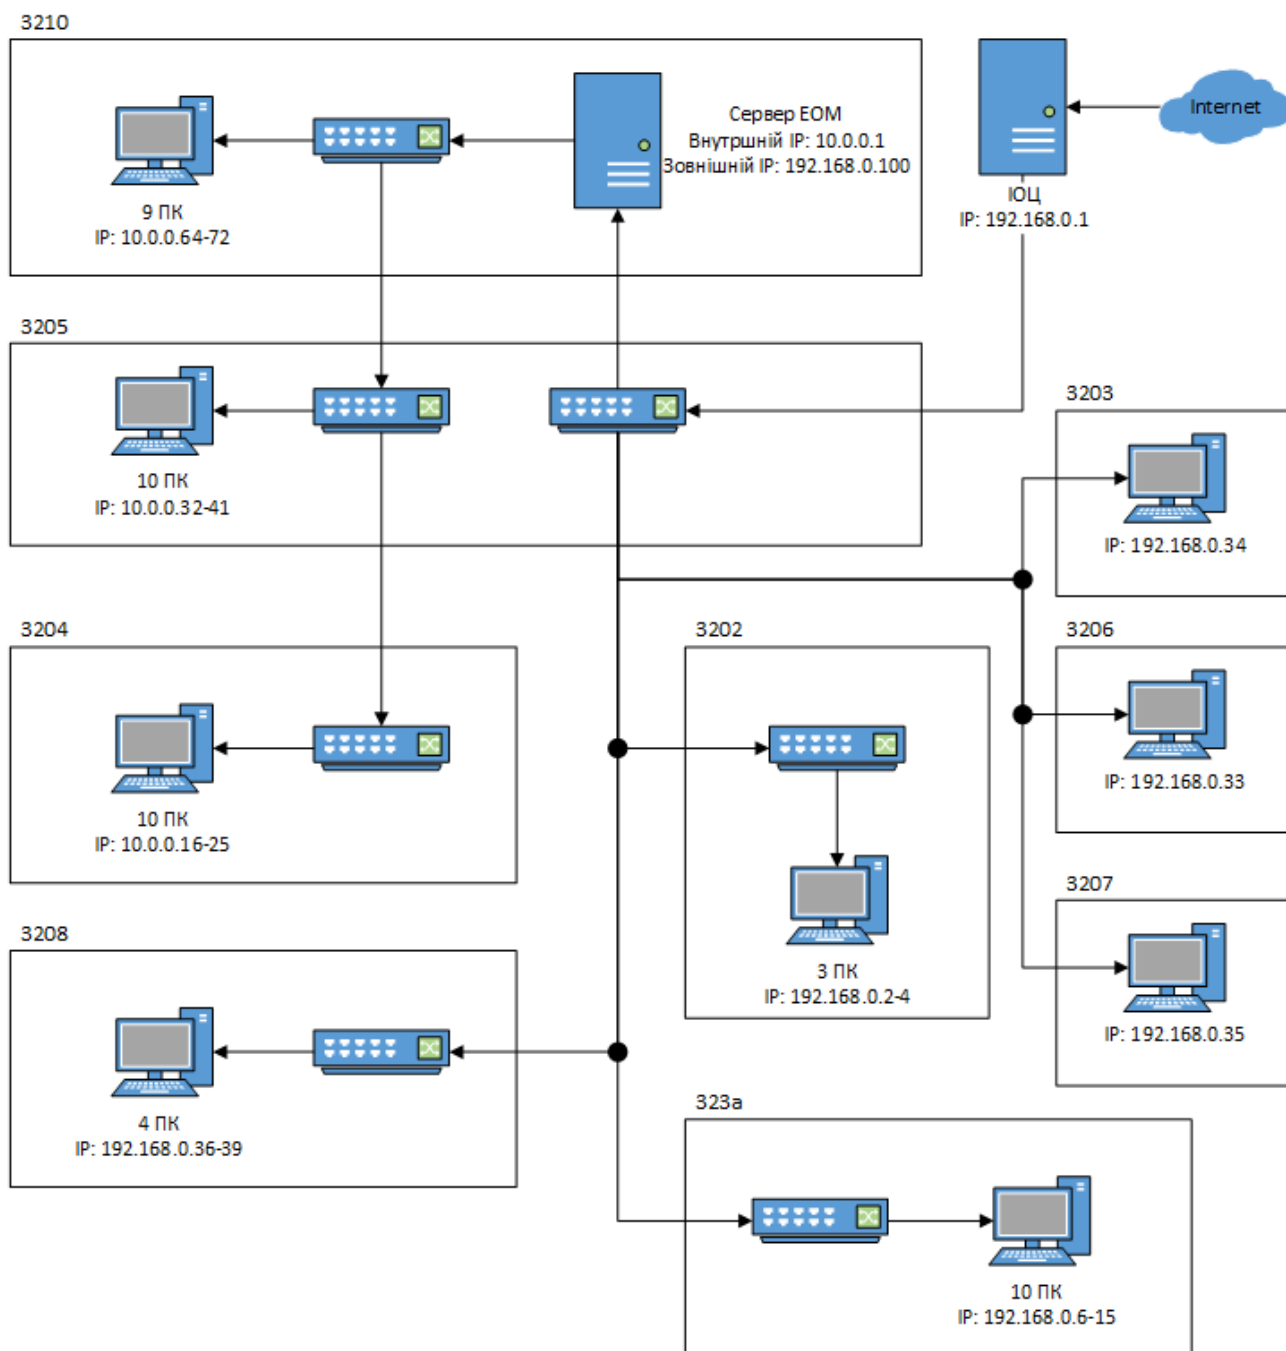 3210
Сервер ЕОМ
Внутршній IP: 10.0.0.1
Зовнішній IP: 192.168.0.100
9 ПК
IP: 10.0.0.64-72
ІОЦ
IP: 192.168.0.1
Internet
3205
10 ПК
IP: 10.0.0.32-41
3203
IP: 192.168.0.34
3204
10 ПК
IP: 10.0.0.16-25
3202
3 ПК
IP: 192.168.0.2-4
3206
IP: 192.168.0.33
3207
IP: 192.168.0.35
3208
4 ПК
IP: 192.168.0.36-39
323а
10 ПК
IP: 192.168.0.6-15